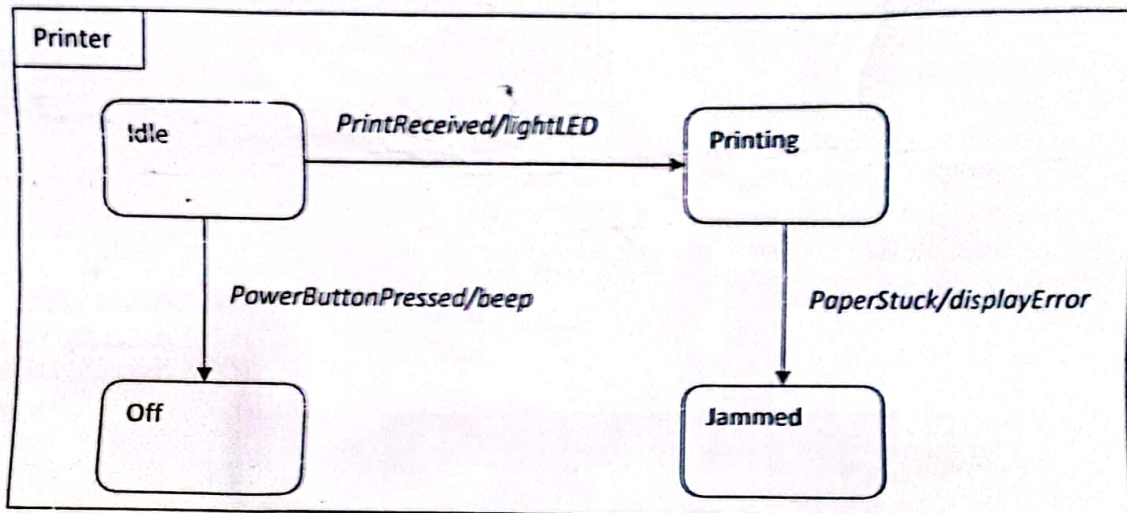 Printer
Idle
PrintReceived/lightLED
Printing
PowerButtonPressed/beep
PaperStuck/displayError
Off
Jammed